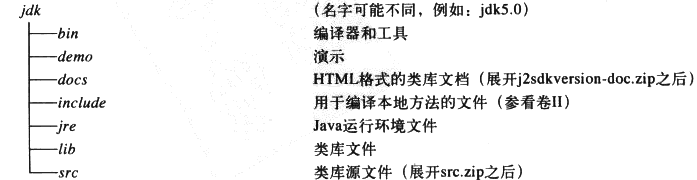 jdk （名字可能不同，例如：jdk5.0）
bin 编译器和工具
demo 演示
docs HTML格式的类库文档（展开j2sdkversion-doc.zip之后）
include 用于编译本地方法的文件（参看卷II）
jre Java运行环境文件
lib 类库文件
src 类库源文件（展开src.zip之后）